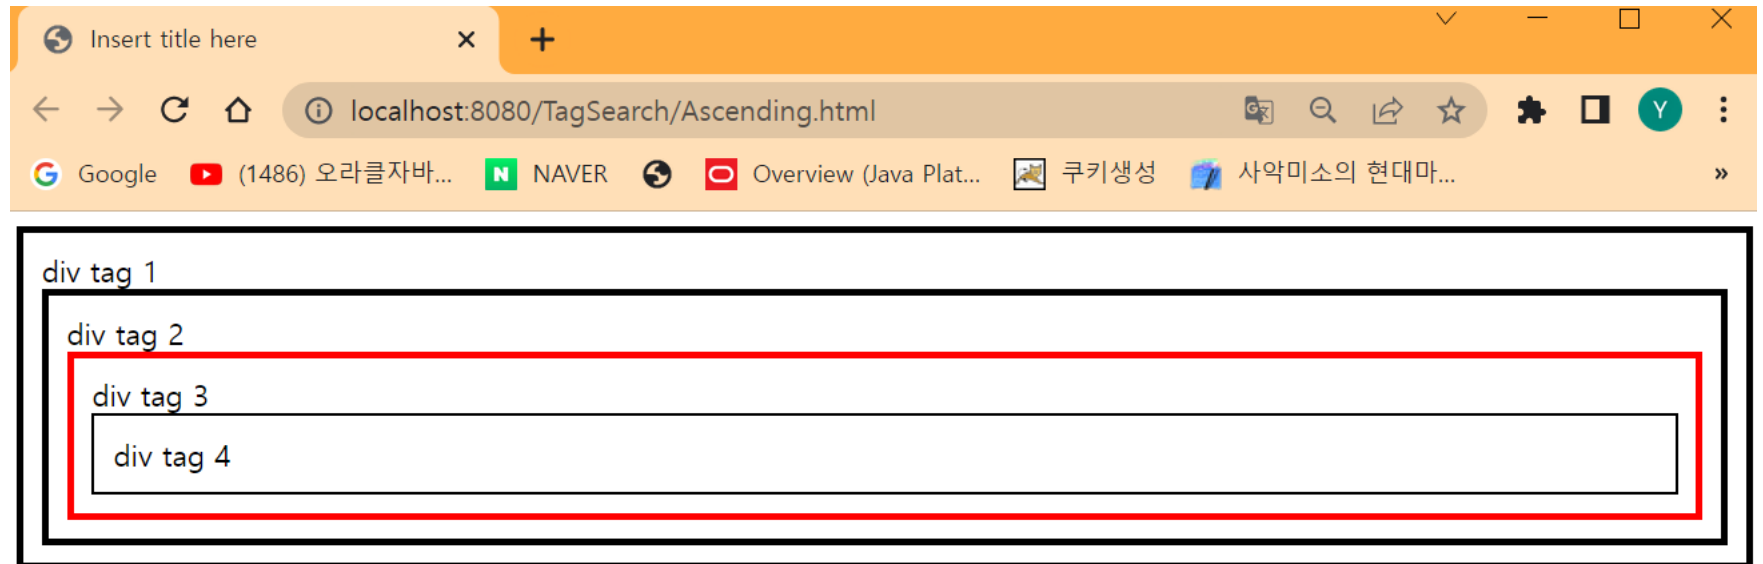 Insert title here
localhost:8080/TagSearch/Ascending.html
Y
Google (1486) 오라클자바... NAVER Overview (Java Plat... 쿠키생성 사악미소의 현대마... »
div tag 1
div tag 2
div tag 3
div tag 4